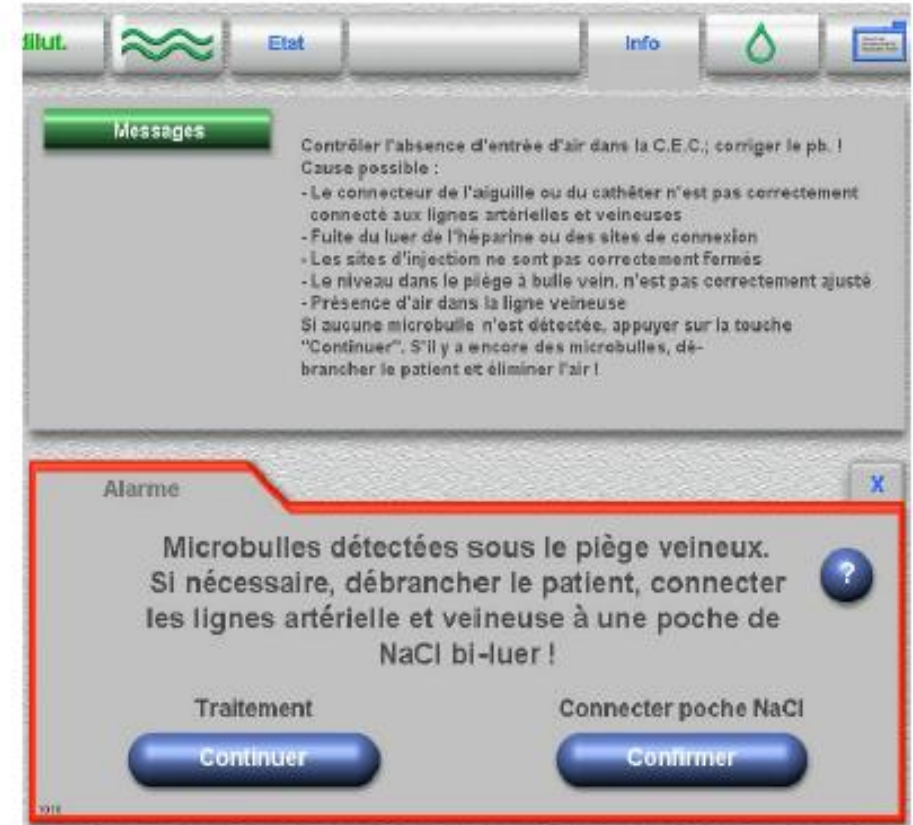 dilut.
Etat
Info
Messages
Contrôler l'absence d'entrée d'air dans la C.E.C.; corriger le pb. !
Cause possible :
- Le connecteur de l'aiguille ou du cathéter n'est pas correctement
connecté aux lignes artérielles et veineuses
- Fuite du luer de l'héparine ou des sites de connexion
- Les sites d'injection ne sont pas correctement fermés
- Le niveau dans le piège à bulle vein. n'est pas correctement ajusté
- Présence d'air dans la ligne veineuse
Si aucune microbulle n'est détectée, appuyer sur la touche
"Continuer". S'il y a encore des microbulles, dé-
brancher le patient et éliminer l'air !
Alarme
X
Microbulles détectées sous le piège veineux.
?
Si nécessaire, débrancher le patient, connecter
les lignes artérielle et veineuse à une poche de
NaCl bi-luer !
Traitement
Connecter poche NaCl
Continuer
Confirmer